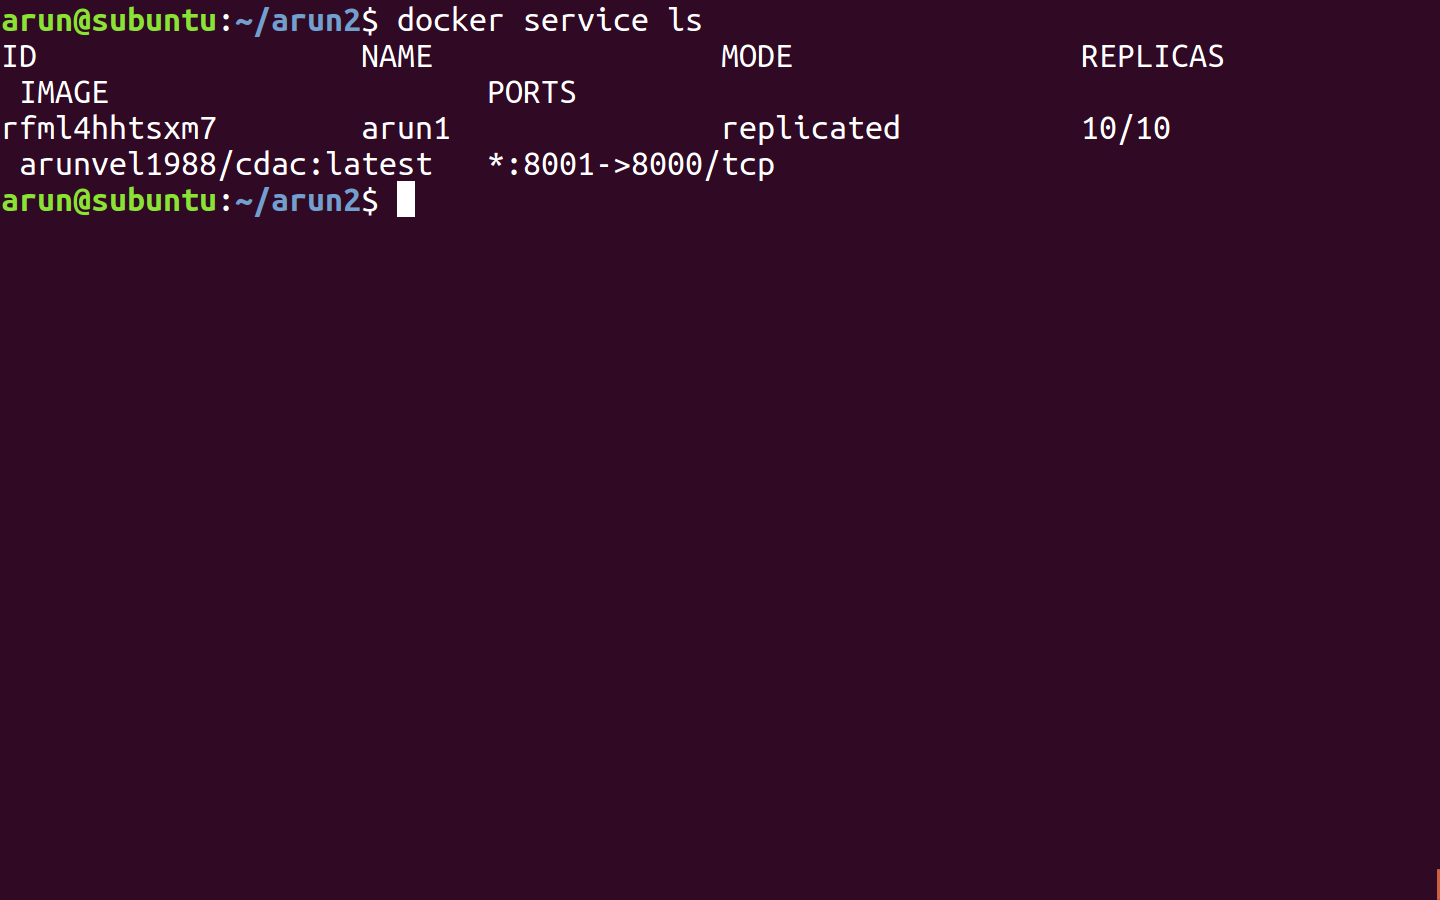 arun@subuntu:~/arun2$ docker service ls
ID                  NAME                MODE                REPLICAS
 IMAGE                     PORTS
rfml4hhtsxm7        arun1               replicated          10/10
 arunvel1988/cdac:latest   *:8001->8000/tcp
arun@subuntu:~/arun2$